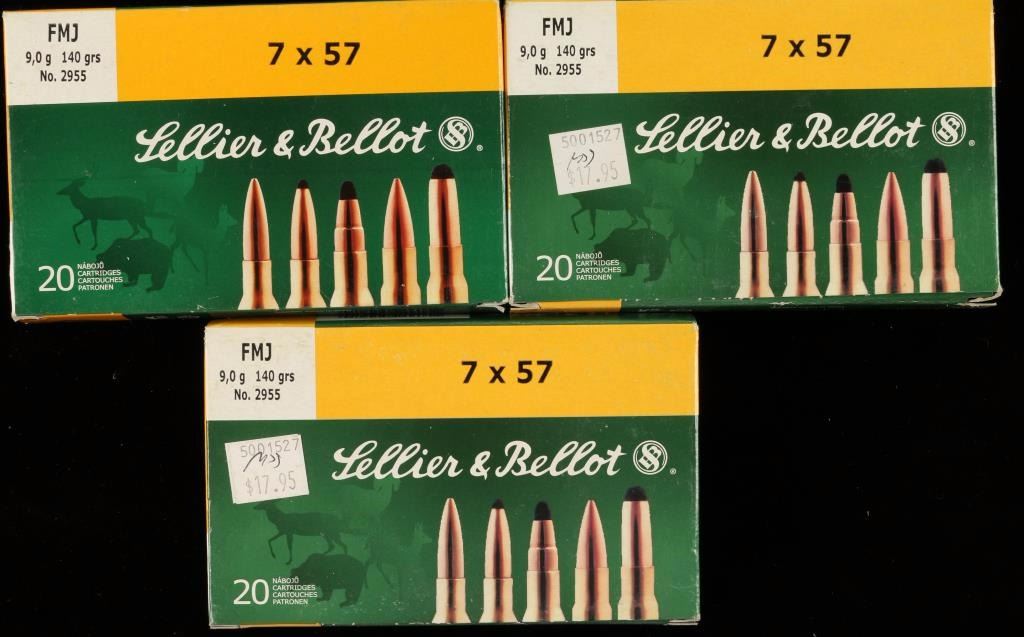 FMJ
9,0 g 140 grs
No. 2955
7 x 57
Lellier & Bellot
®
20
NÁBOJŮ
CARTRIDGES
CARTOUCHES
PATRONEN
FMJ
9,0 g 140 grs
No. 2955
7 x 57
5001527
$17.95
Sellier & Bellot
®
20
NÁBOJŮ
CARTRIDGES
CARTOUCHES
PATRONEN
FMJ
9,0 g 140 grs
No. 2955
7 x 57
5001527
$17.95
Sellier & Bellot
®
20
NÁBOJŮ
CARTRIDGES
CARTOUCHES
PATRONEN